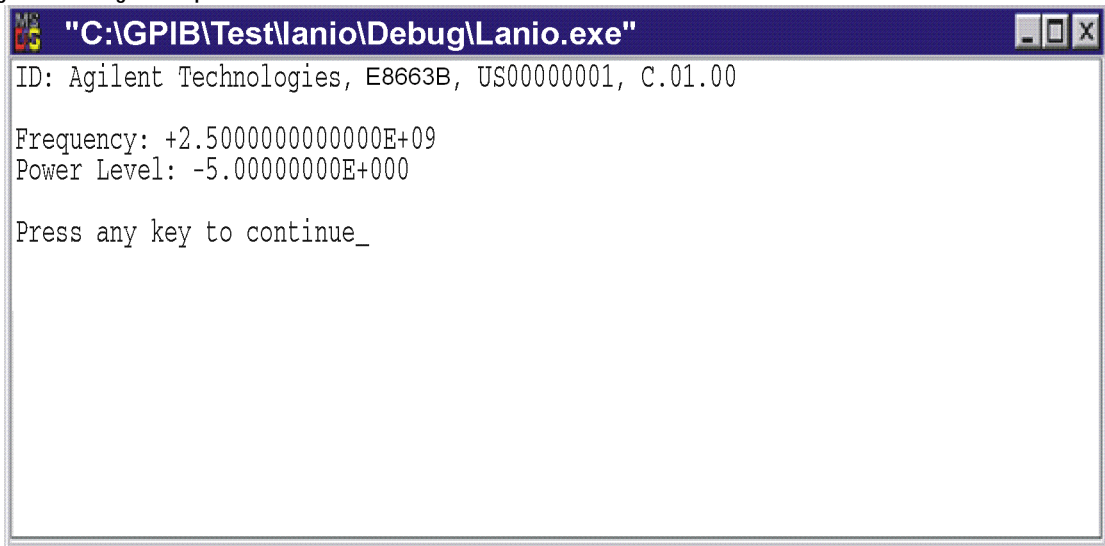 "C:\GPIB\Test\lanio\Debug\Lanio.exe"
ID: Agilent Technologies, E8663B, US00000001, C.01.00
Frequency: +2.5000000000000E+09
Power Level: -5.00000000E+000
Press any key to continue_